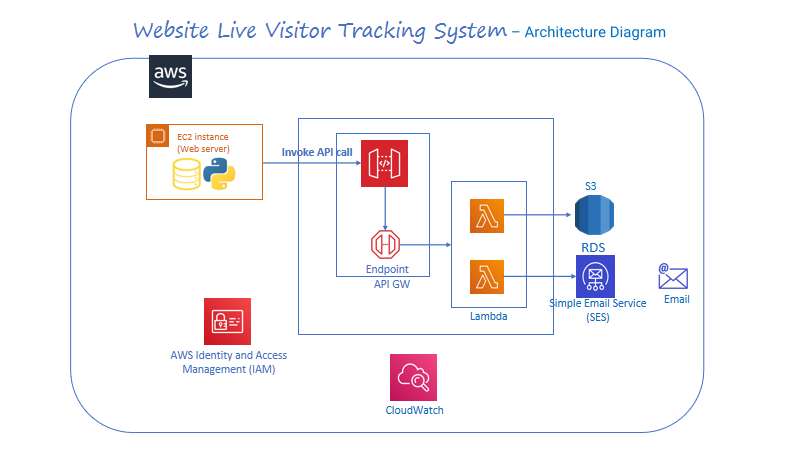 Website Live Visitor Tracking System – Architecture Diagram
aws
EC2 instance
(Web server)
Invoke API call
Endpoint
API GW
Lambda
S3
RDS
Simple Email Service
(SES)
@
Email
AWS Identity and Access
Management (IAM)
CloudWatch